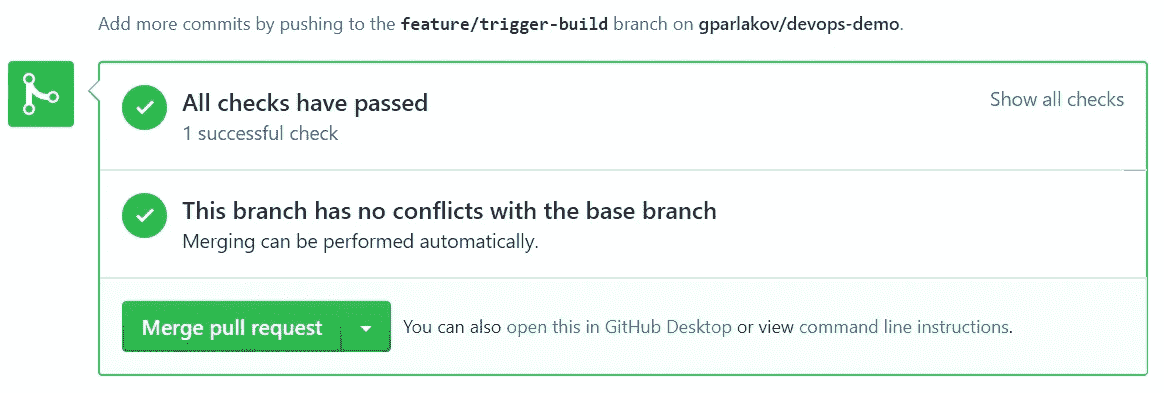 Add more commits by pushing to the feature/trigger-build branch on gparlakov/devops-demo.
All checks have passed
Show all checks
1 successful check
This branch has no conflicts with the base branch
Merging can be performed automatically.
Merge pull request
You can also open this in GitHub Desktop or view command line instructions.